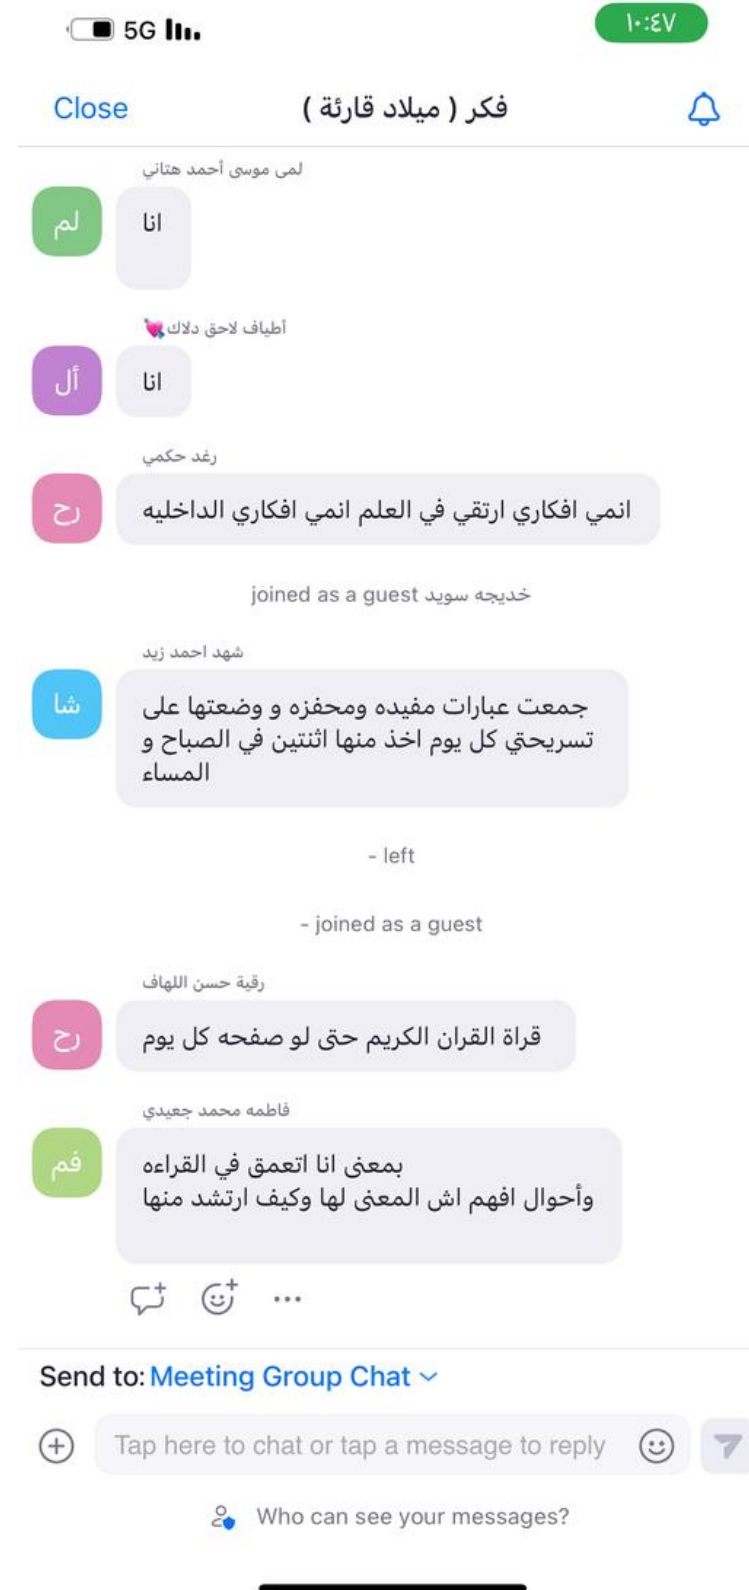 5G ١٠:٤٧
Close فكر ( ميلاد قارئة )
لمى موسى أحمد هتاني
لم
انا
أطياف لاحق دلاك💘
أل
انا
رغد حكمي
رح
انمي افكاري ارتقي في العلم انمي افكاري الداخليه
خديجه سويد joined as a guest
شهد احمد زيد
شا
جمعت عبارات مفيده ومحفزه و وضعتها على
تسريحتي كل يوم اخذ منها اثنتين في الصباح و
المساء
- left
- joined as a guest
رقية حسن اللهاف
رح
قراة القران الكريم حتى لو صفحه كل يوم
فاطمه محمد جعيدي
فم
بمعنى انا اتعمق في القراءه
وأحوال افهم اش المعنى لها وكيف ارتشد منها
Send to: Meeting Group Chat
Tap here to chat or tap a message to reply
Who can see your messages?